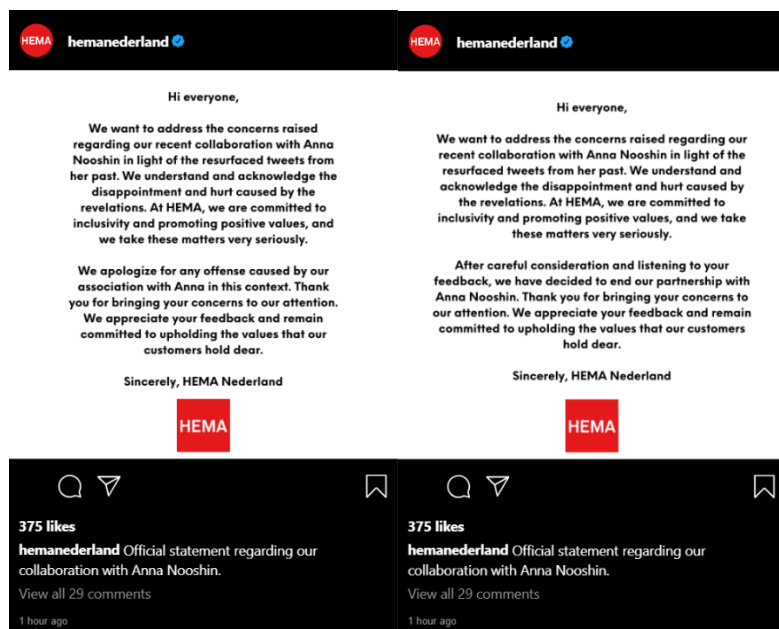 HEMA
hemanederland
Hi everyone,
We want to address the concerns raised
regarding our recent collaboration with Anna
Nooshin in light of the resurfaced tweets from
her past. We understand and acknowledge the
disappointment and hurt caused by the
revelations. At HEMA, we are committed to
inclusivity and promoting positive values, and
we take these matters very seriously.
We apologize for any offense caused by our
association with Anna in this context. Thank
you for bringing your concerns to our attention.
We appreciate your feedback and remain
committed to upholding the values that our
customers hold dear.
Sincerely, HEMA Nederland
HEMA
375 likes
hemanederland Official statement regarding our
collaboration with Anna Nooshin.
View all 29 comments
1 hour ago
HEMA
hemanederland
Hi everyone,
We want to address the concerns raised regarding our
recent collaboration with Anna Nooshin in light of the
resurfaced tweets from her past. We understand and
acknowledge the disappointment and hurt caused by
the revelations. At HEMA, we are committed to
inclusivity and promoting positive values, and we take
these matters very seriously.
After careful consideration and listening to your
feedback, we have decided to end our partnership with
Anna Nooshin. Thank you for bringing your concerns to
our attention. We appreciate your feedback and remain
committed to upholding the values that our customers
hold dear.
Sincerely, HEMA Nederland
HEMA
375 likes
hemanederland Official statement regarding our
collaboration with Anna Nooshin.
View all 29 comments
1 hour ago